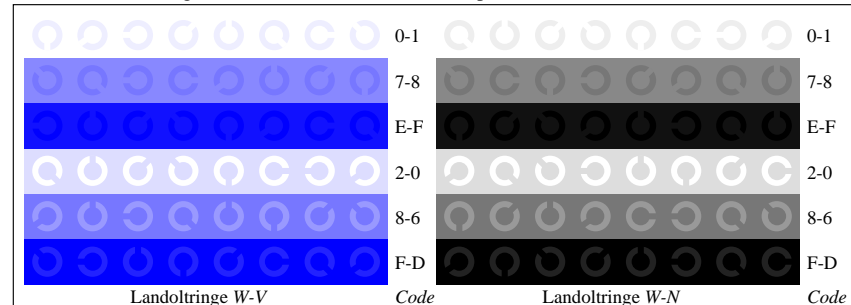 0-1 0-1
7-8 7-8
E-F E-F
2-0 2-0
8-6 8-6
F-D F-D
Landoltringe W-V Code Landoltringe W-N Code